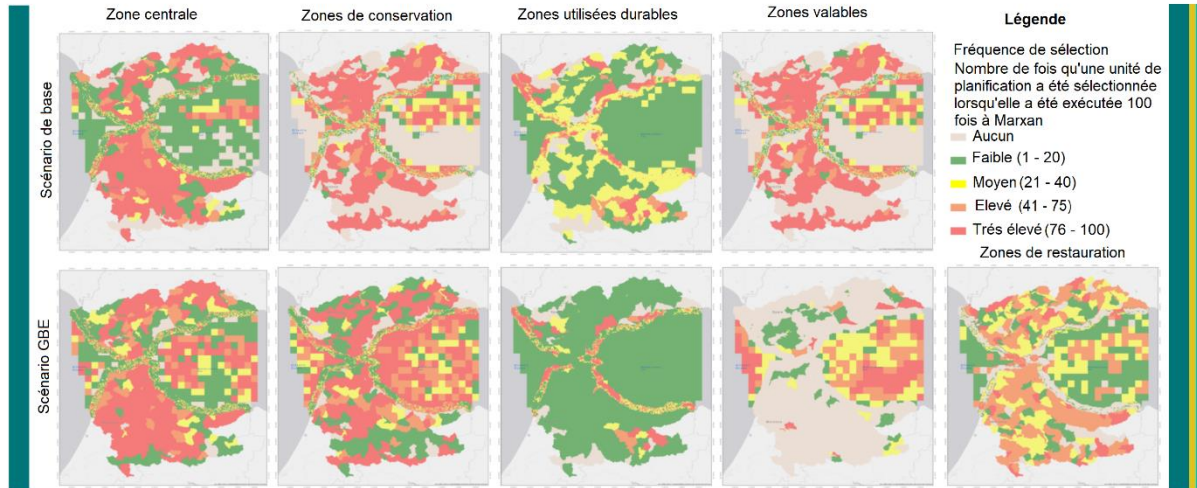 Zone centrale
Zones de conservation
Zones utilisées durables
Zones valables
Légende
Fréquence de sélection
Nombre de fois qu'une unité de
planification a été sélectionnée
lorsqu'elle a été exécutée 100
fois à Marxan
Aucun
Faible (1 - 20)
Moyen (21 - 40)
Elevé (41 - 75)
Trés élevé (76 - 100)
Scénario de base
Zones de restauration
Scénario GBE